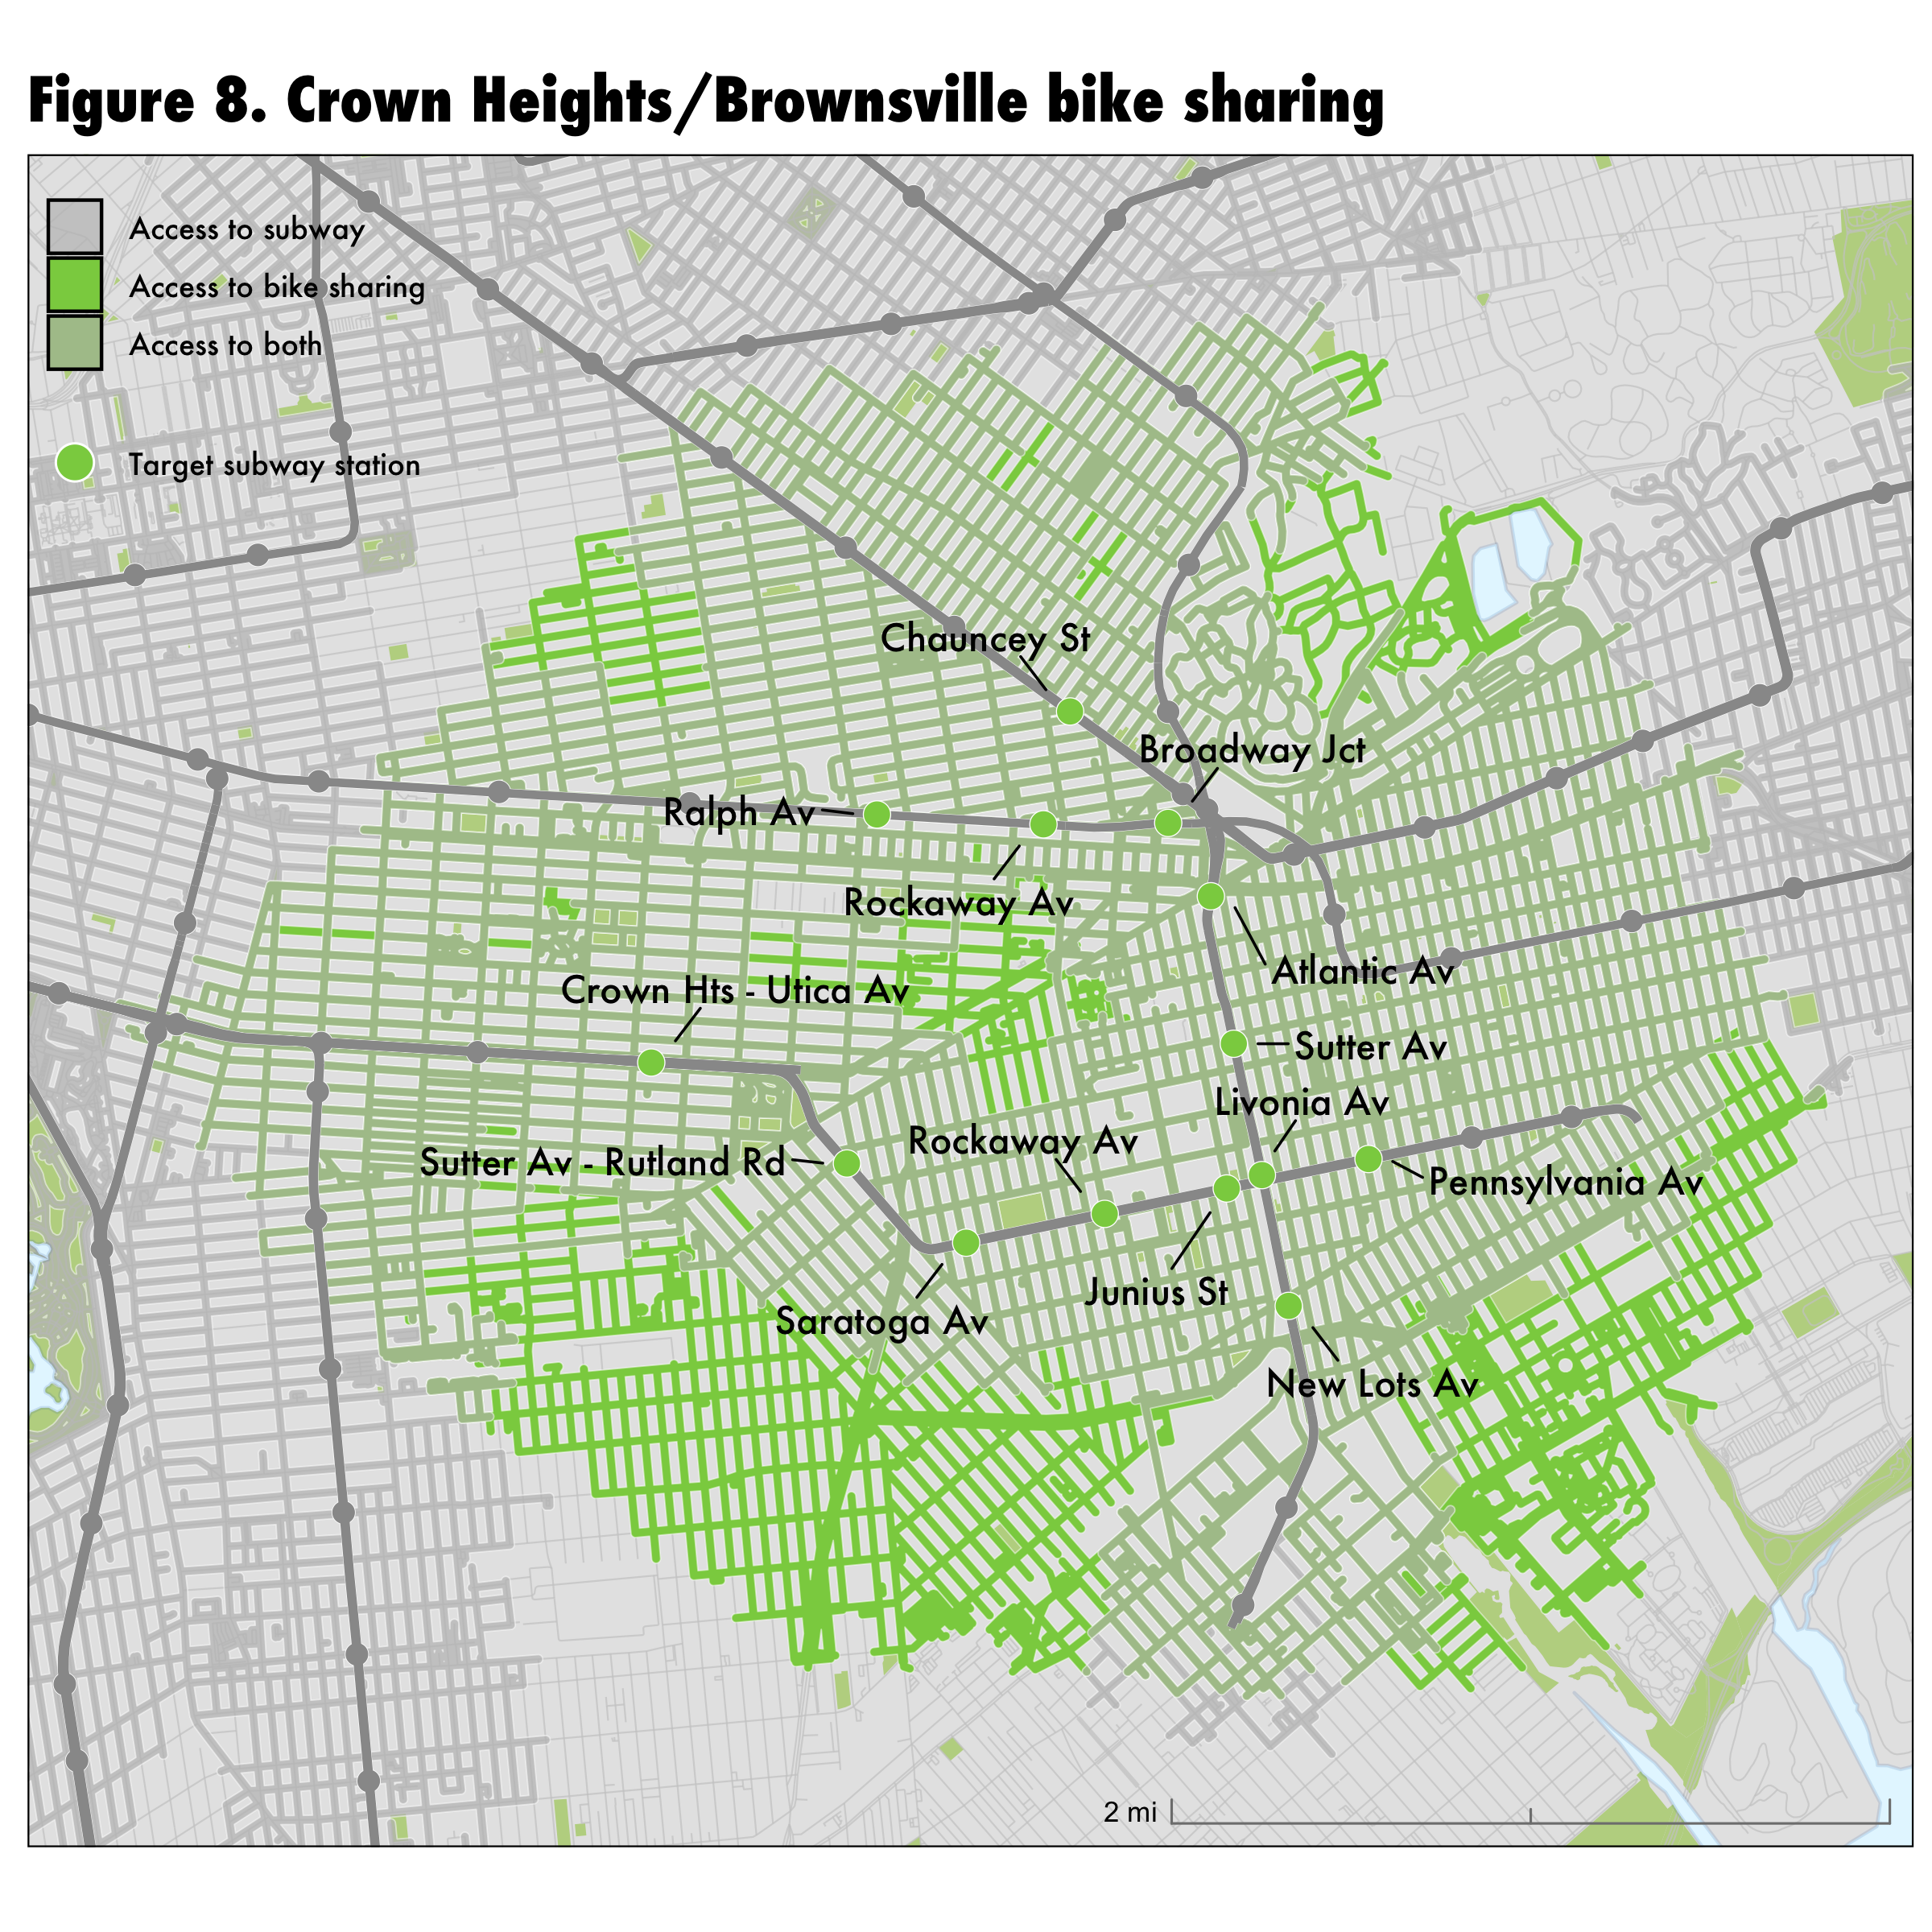 Figure 8. Crown Heights/Brownsville bike sharing
Access to subway
Access to bike sharing
Access to both
Target subway station
Chauncey St
Broadway Jct
Ralph Av
Rockaway Av
Atlantic Av
Crown Hts - Utica Av
Sutter Av
Livonia Av
Rockaway Av
Sutter Av - Rutland Rd
Pennsylvania Av
Junius St
Saratoga Av
New Lots Av
2 mi